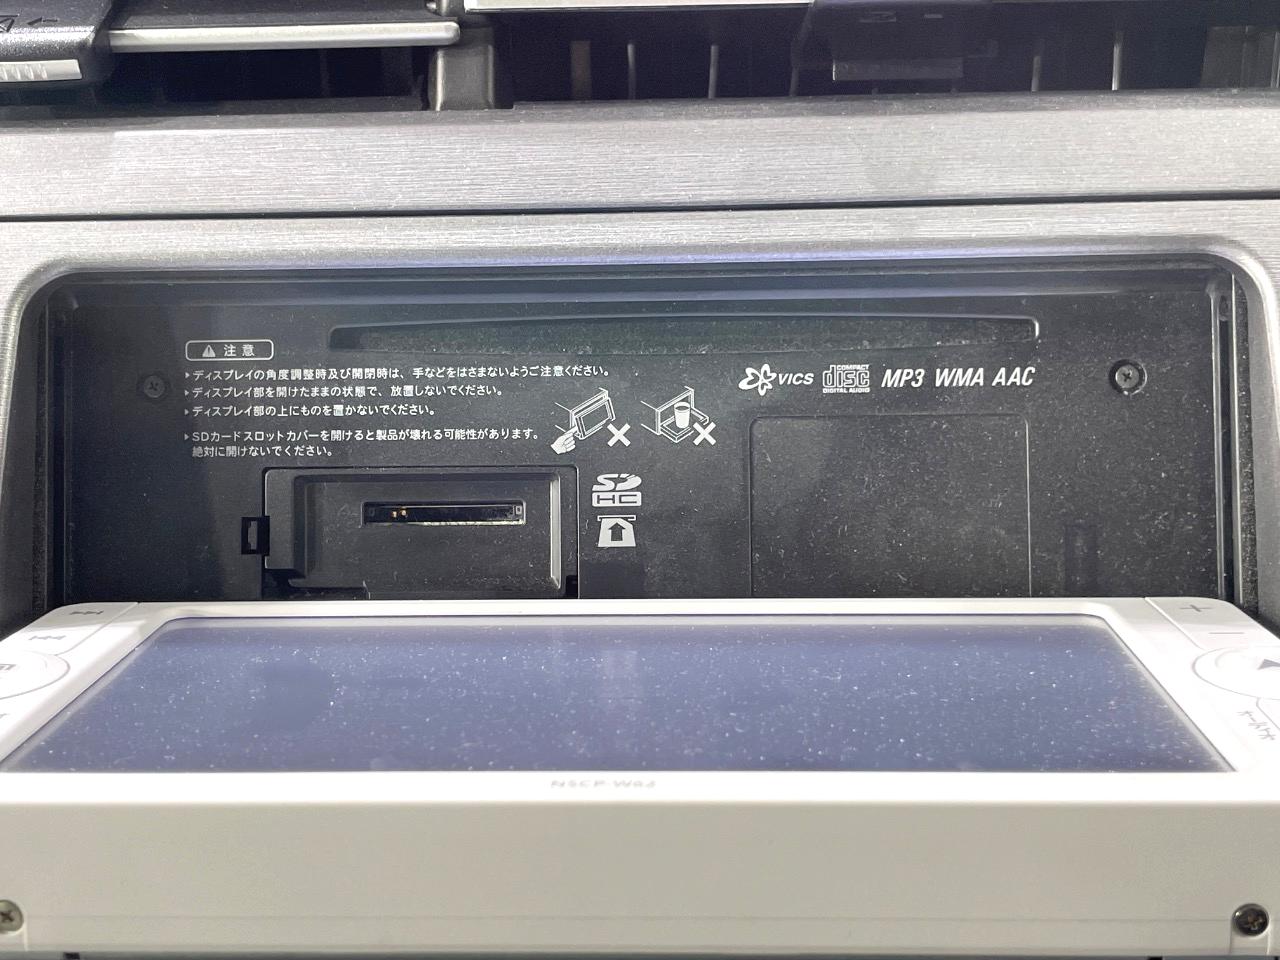 注意
ディスプレイの角度調整時及び開閉時は、手などをはさまないようご注意ください。
ディスプレイ部を開けたままの状態で、放置しないでください。
ディスプレイ部の上にものを置かないでください。
SDカードスロットカバーを開けると製品が壊れる可能性があります。
絶対に開けないでください。
VICS
COMPACT
disc
DIGITAL AUDIO
MP3 WMA AAC
SD
HC
NSCP-W62